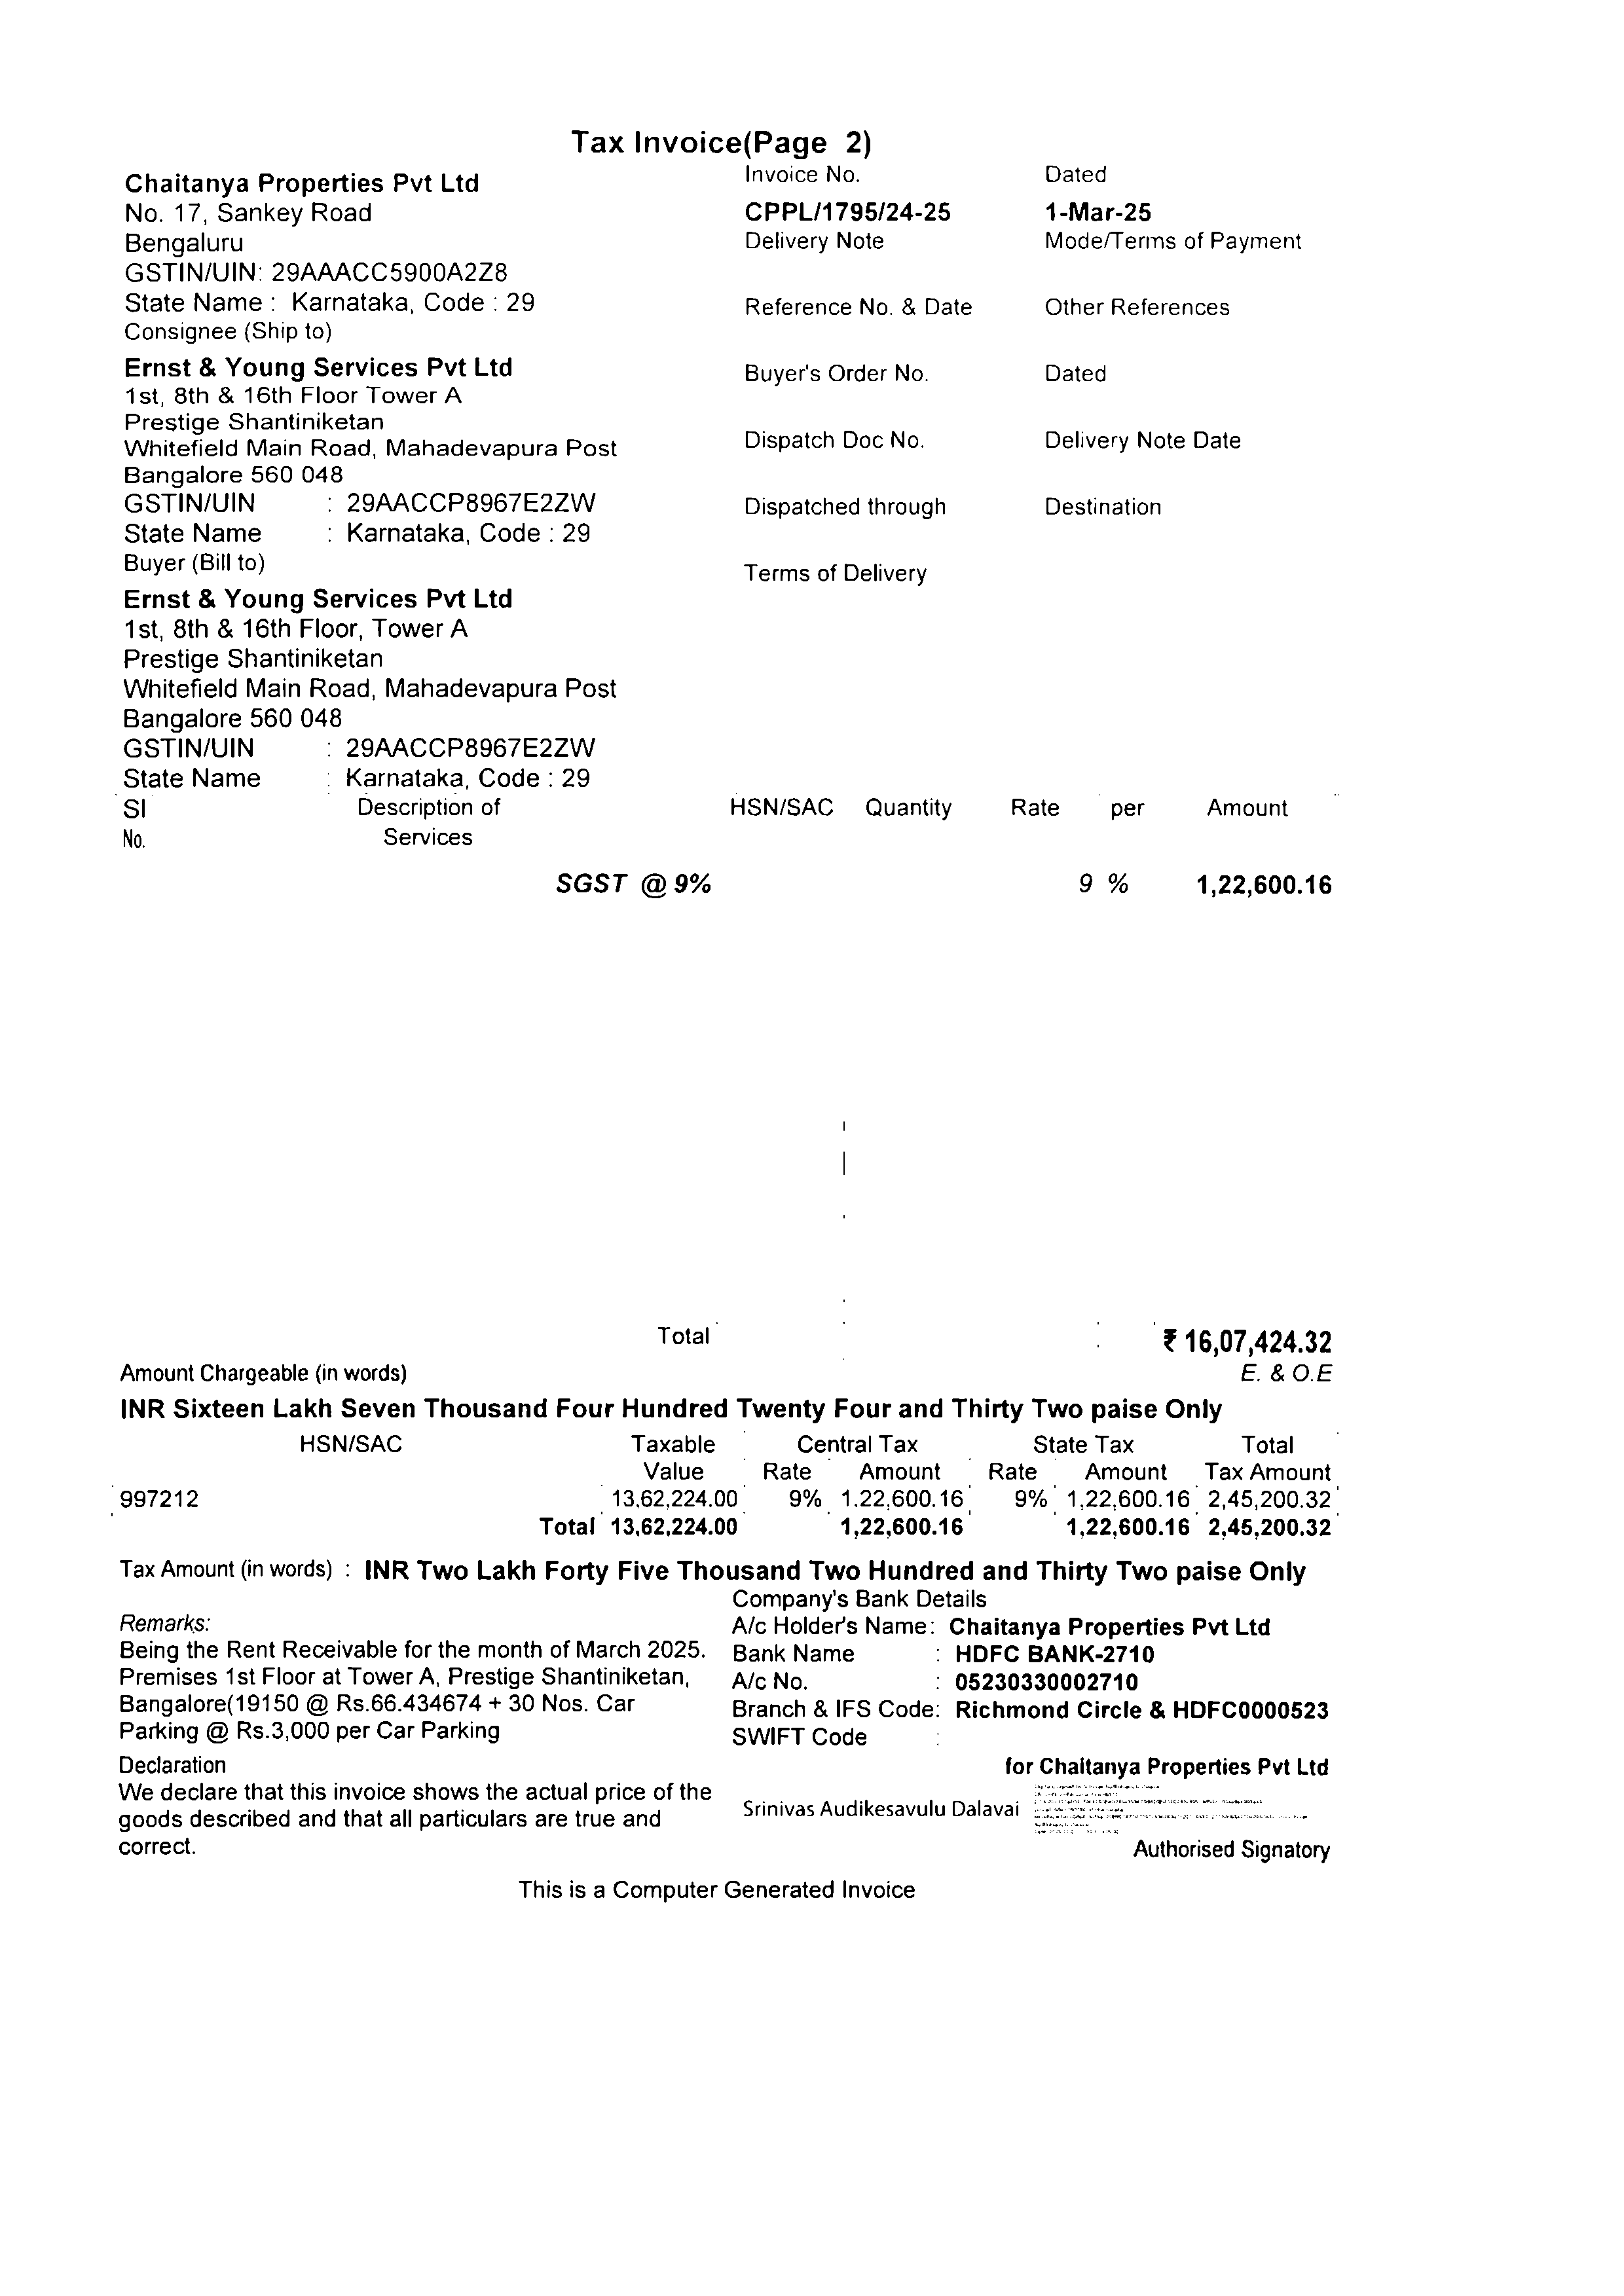 Tax Invoice(Page 2)
Chaitanya Properties Pvt Ltd
No. 17, Sankey Road
Bengaluru
GSTIN/UIN: 29AAACC5900A2Z8
State Name : Karnataka, Code : 29
Invoice No.
CPPL/1795/24-25
Dated
1-Mar-25
Delivery Note
Mode/Terms of Payment
Reference No. & Date
Other References
Consignee (Ship to)
Ernst & Young Services Pvt Ltd
1st, 8th & 16th Floor Tower A
Prestige Shantiniketan
Whitefield Main Road, Mahadevapura Post
Bangalore 560 048
GSTIN/UIN : 29AACCP8967E2ZW
State Name : Karnataka, Code : 29
Buyer's Order No.
Dated
Dispatch Doc No.
Delivery Note Date
Dispatched through
Destination
Terms of Delivery
Buyer (Bill to)
Ernst & Young Services Pvt Ltd
1st, 8th & 16th Floor, Tower A
Prestige Shantiniketan
Whitefield Main Road, Mahadevapura Post
Bangalore 560 048
GSTIN/UIN : 29AACCP8967E2ZW
State Name : Karnataka, Code : 29
Sl Description of HSN/SAC Quantity Rate per Amount
No. Services
SGST @ 9% 9 % 1,22,600.16
Total ₹ 16,07,424.32
Amount Chargeable (in words) E. & O.E
INR Sixteen Lakh Seven Thousand Four Hundred Twenty Four and Thirty Two paise Only
HSN/SAC Taxable Central Tax State Tax Total
Value Rate Amount Rate Amount Tax Amount
997212 13,62,224.00 9% 1,22,600.16 9% 1,22,600.16 2,45,200.32
Total 13,62,224.00 1,22,600.16 1,22,600.16 2,45,200.32
Tax Amount (in words) : INR Two Lakh Forty Five Thousand Two Hundred and Thirty Two paise Only
Remarks:
Being the Rent Receivable for the month of March 2025.
Premises 1st Floor at Tower A, Prestige Shantiniketan,
Bangalore(19150 @ Rs.66.434674 + 30 Nos. Car
Parking @ Rs.3,000 per Car Parking
Company's Bank Details
A/c Holder's Name: Chaitanya Properties Pvt Ltd
Bank Name : HDFC BANK-2710
A/c No. : 05230330002710
Branch & IFS Code: Richmond Circle & HDFC0000523
SWIFT Code :
Declaration
We declare that this invoice shows the actual price of the
goods described and that all particulars are true and
correct.
for Chaitanya Properties Pvt Ltd
Srinivas Audikesavulu Dalavai
Authorised Signatory
This is a Computer Generated Invoice